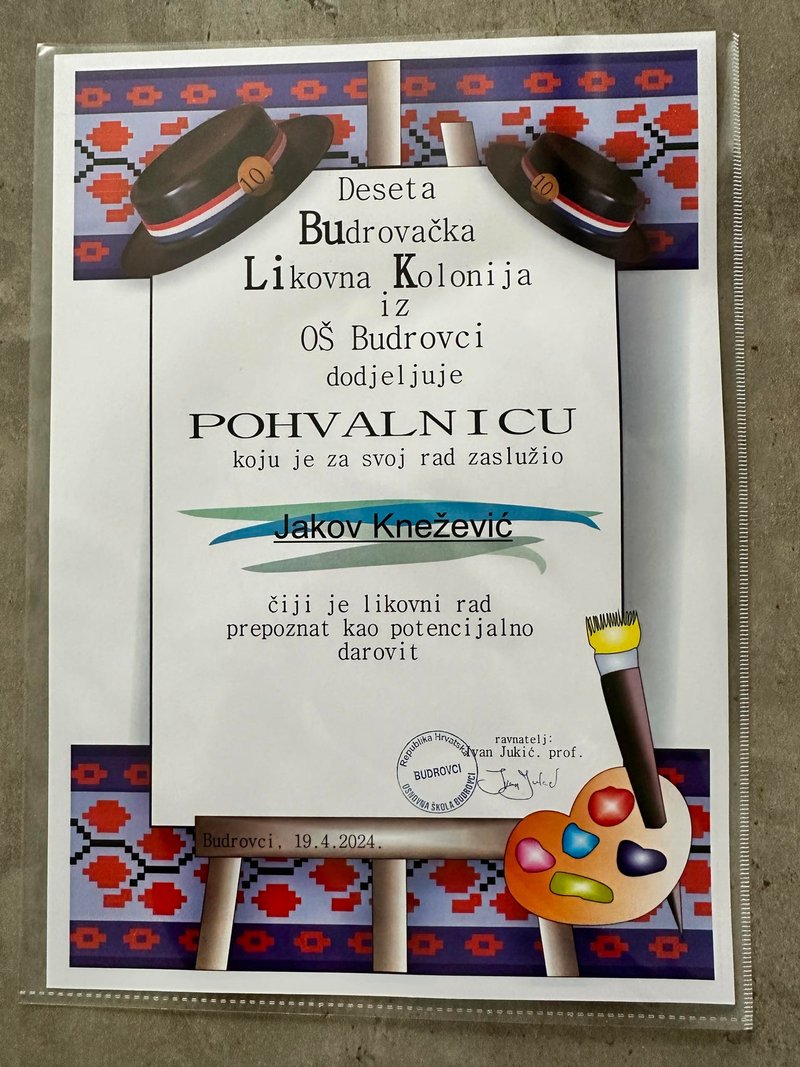 10
10
Deseta
Budrovačka
Likovna Kolonija
iz
OŠ Budrovci
dodjeljuje
POHVALNICU
koju je za svoj rad zaslužio
Jakov Knežević
čiji je likovni rad
prepoznat kao potencijalno
darovit
ravnatelj:
Ivan Jukić. prof.
Republika Hrvatska
BUDROVCI
OSNOVNA ŠKOLA BUDROVCI
Budrovci, 19.4.2024.